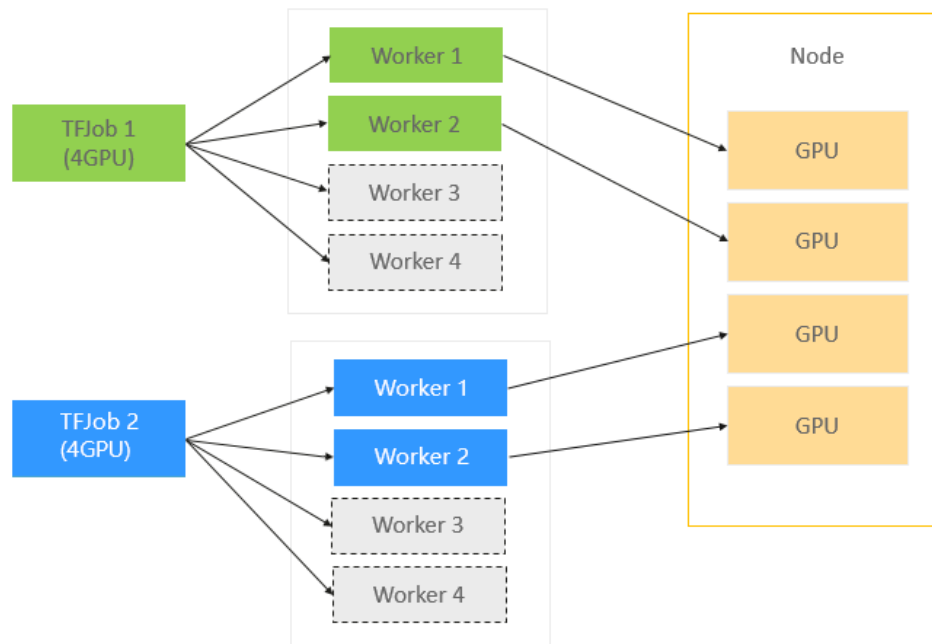 TFJob 1
(4GPU)
Worker 1
Worker 2
Worker 3
Worker 4
TFJob 2
(4GPU)
Worker 1
Worker 2
Worker 3
Worker 4
Node
GPU
GPU
GPU
GPU